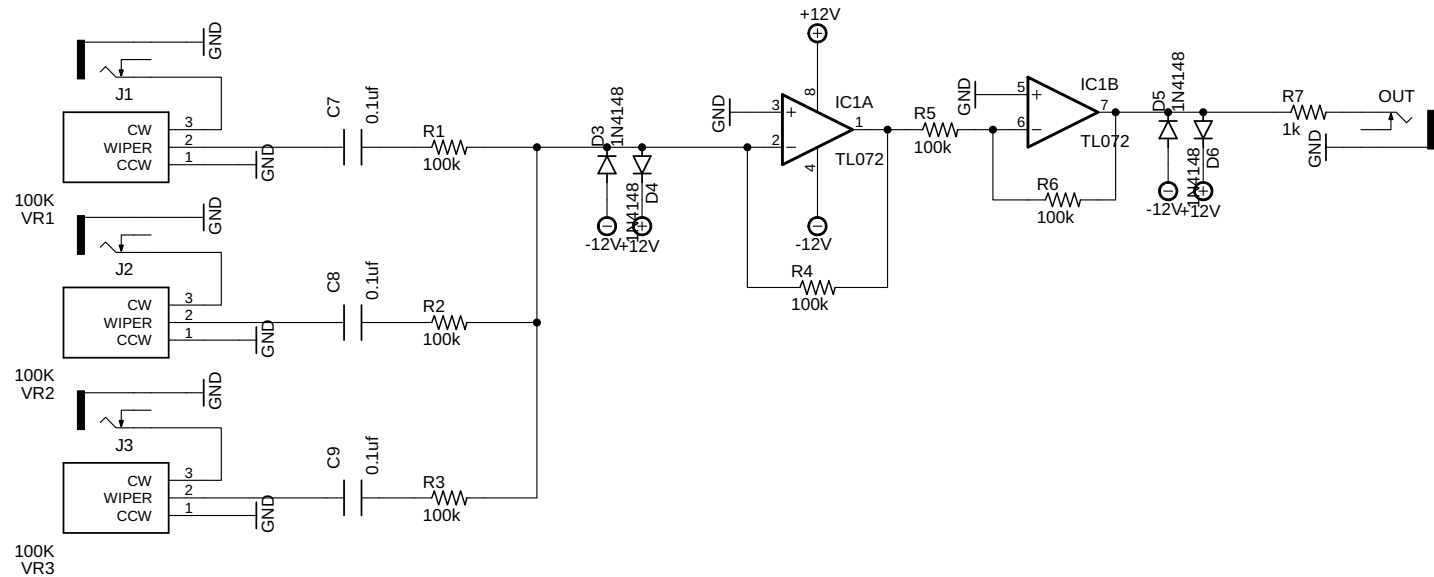 +12V
GND
J1
CW 3
WIPER 2
CCW 1
GND
100K
VR1
C7
0.1uf
R1
100k
D3
1N4148
1N4148
D4
-12V
+12V
GND
3
2
8
4
1
IC1A
TL072
-12V
R4
100k
R5
100k
GND
5
6
7
IC1B
TL072
R6
100k
D5
1N4148
1N4148
D6
-12V
+12V
R7
1k
OUT
GND
GND
J2
CW 3
WIPER 2
CCW 1
GND
100K
VR2
C8
0.1uf
R2
100k
GND
J3
CW 3
WIPER 2
CCW 1
GND
100K
VR3
C9
0.1uf
R3
100k